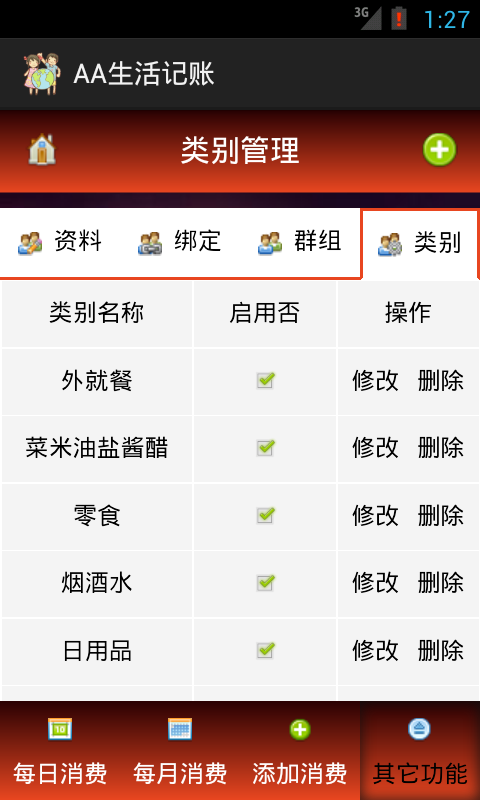 3G 1:27
AA生活记账
类别管理
资料 绑定 群组 类别
类别名称 启用否 操作
外就餐 修改 删除
菜米油盐酱醋 修改 删除
零食 修改 删除
烟酒水 修改 删除
日用品 修改 删除
10
每日消费 每月消费 添加消费 其它功能